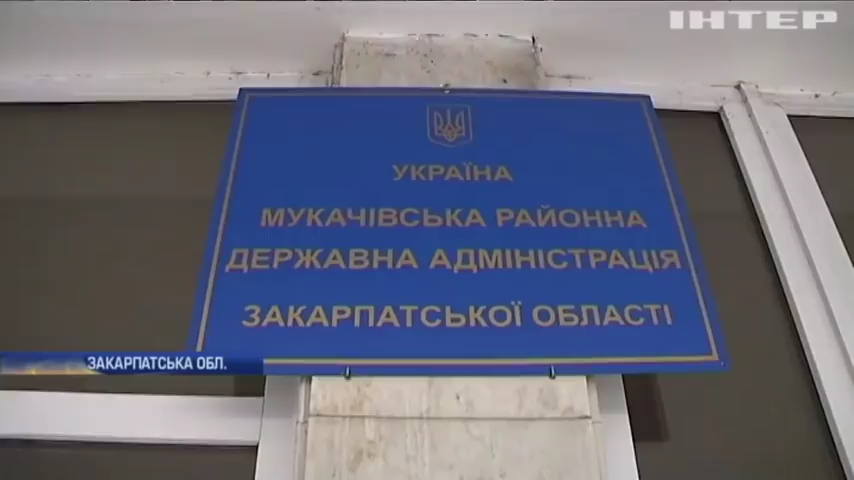 ІНТЕР
УКРАЇНА
МУКАЧІВСЬКА РАЙОННА
ДЕРЖАВНА АДМІНІСТРАЦІЯ
ЗАКАРПАТСЬКОЇ ОБЛАСТІ
ЗАКАРПАТСЬКА ОБЛ.